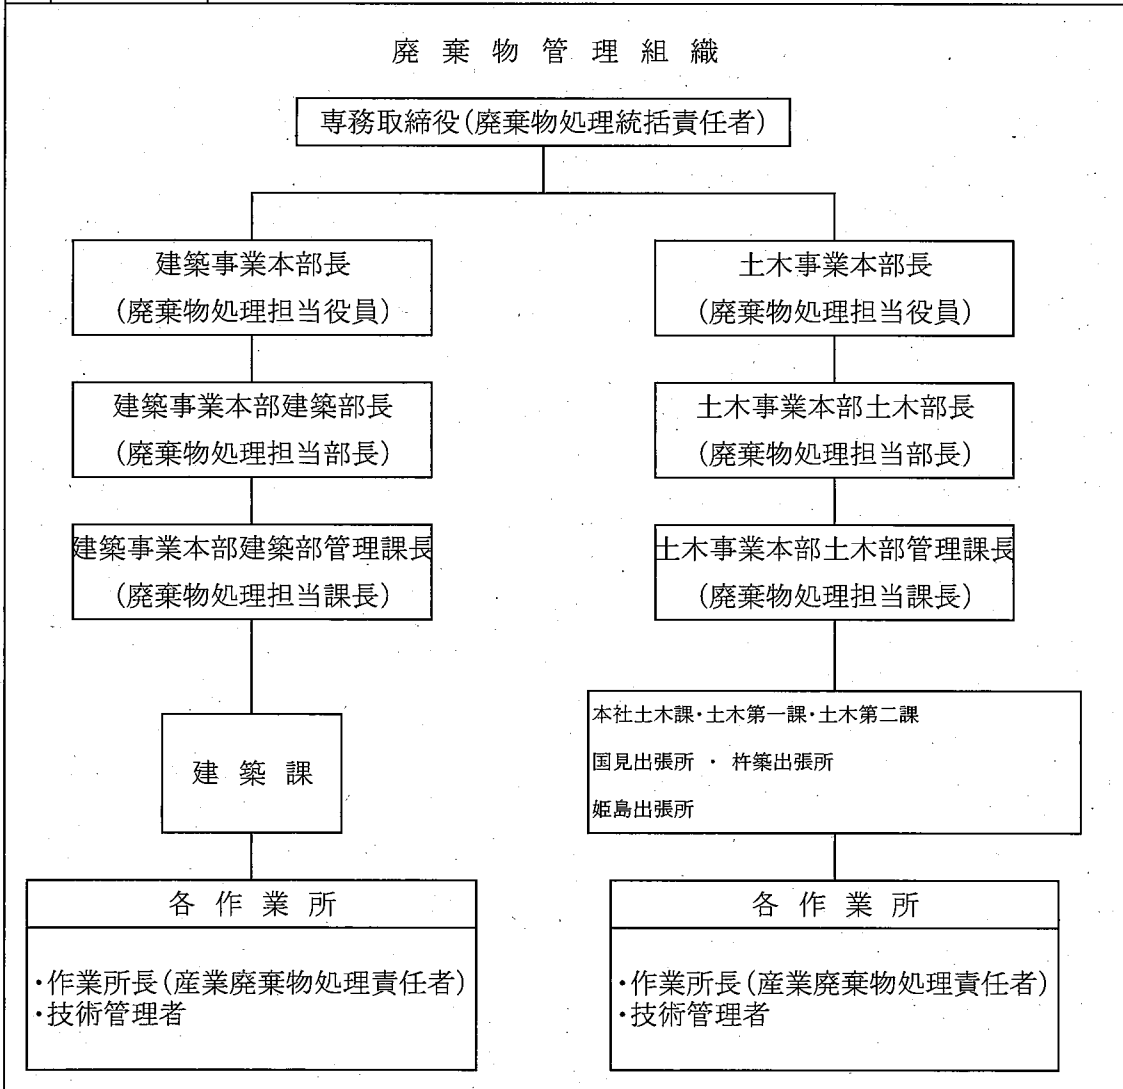 廃棄物管理組織
専務取締役(廃棄物処理統括責任者)
建築事業本部長
(廃棄物処理担当役員)
土木事業本部長
(廃棄物処理担当役員)
建築事業本部建築部長
(廃棄物処理担当部長)
土木事業本部土木部長
(廃棄物処理担当部長)
建築事業本部建築部管理課長
(廃棄物処理担当課長)
土木事業本部土木部管理課長
(廃棄物処理担当課長)
建築課
本社土木課・土木第一課・土木第二課
国見出張所 ・ 杵築出張所
姫島出張所
各作業所
・作業所長(産業廃棄物処理責任者)
・技術管理者
各作業所
・作業所長(産業廃棄物処理責任者)
・技術管理者